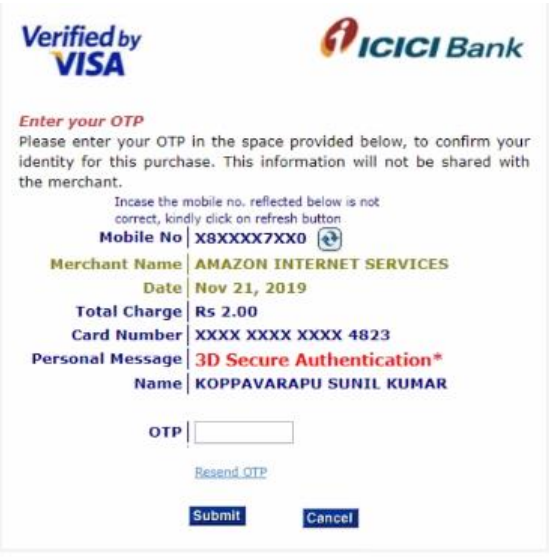 Verified by
VISA
ICICI Bank
Enter your OTP
Please enter your OTP in the space provided below, to confirm your
identity for this purchase. This information will not be shared with
the merchant.
Incase the mobile no. reflected below is not
correct, kindly click on refresh button
Mobile No X8XXXX7XX0
Merchant Name AMAZON INTERNET SERVICES
Date Nov 21, 2019
Total Charge Rs 2.00
Card Number XXXX XXXX XXXX 4823
Personal Message 3D Secure Authentication*
Name KOPPAVARAPU SUNIL KUMAR
OTP
Resend OTP
Submit Cancel